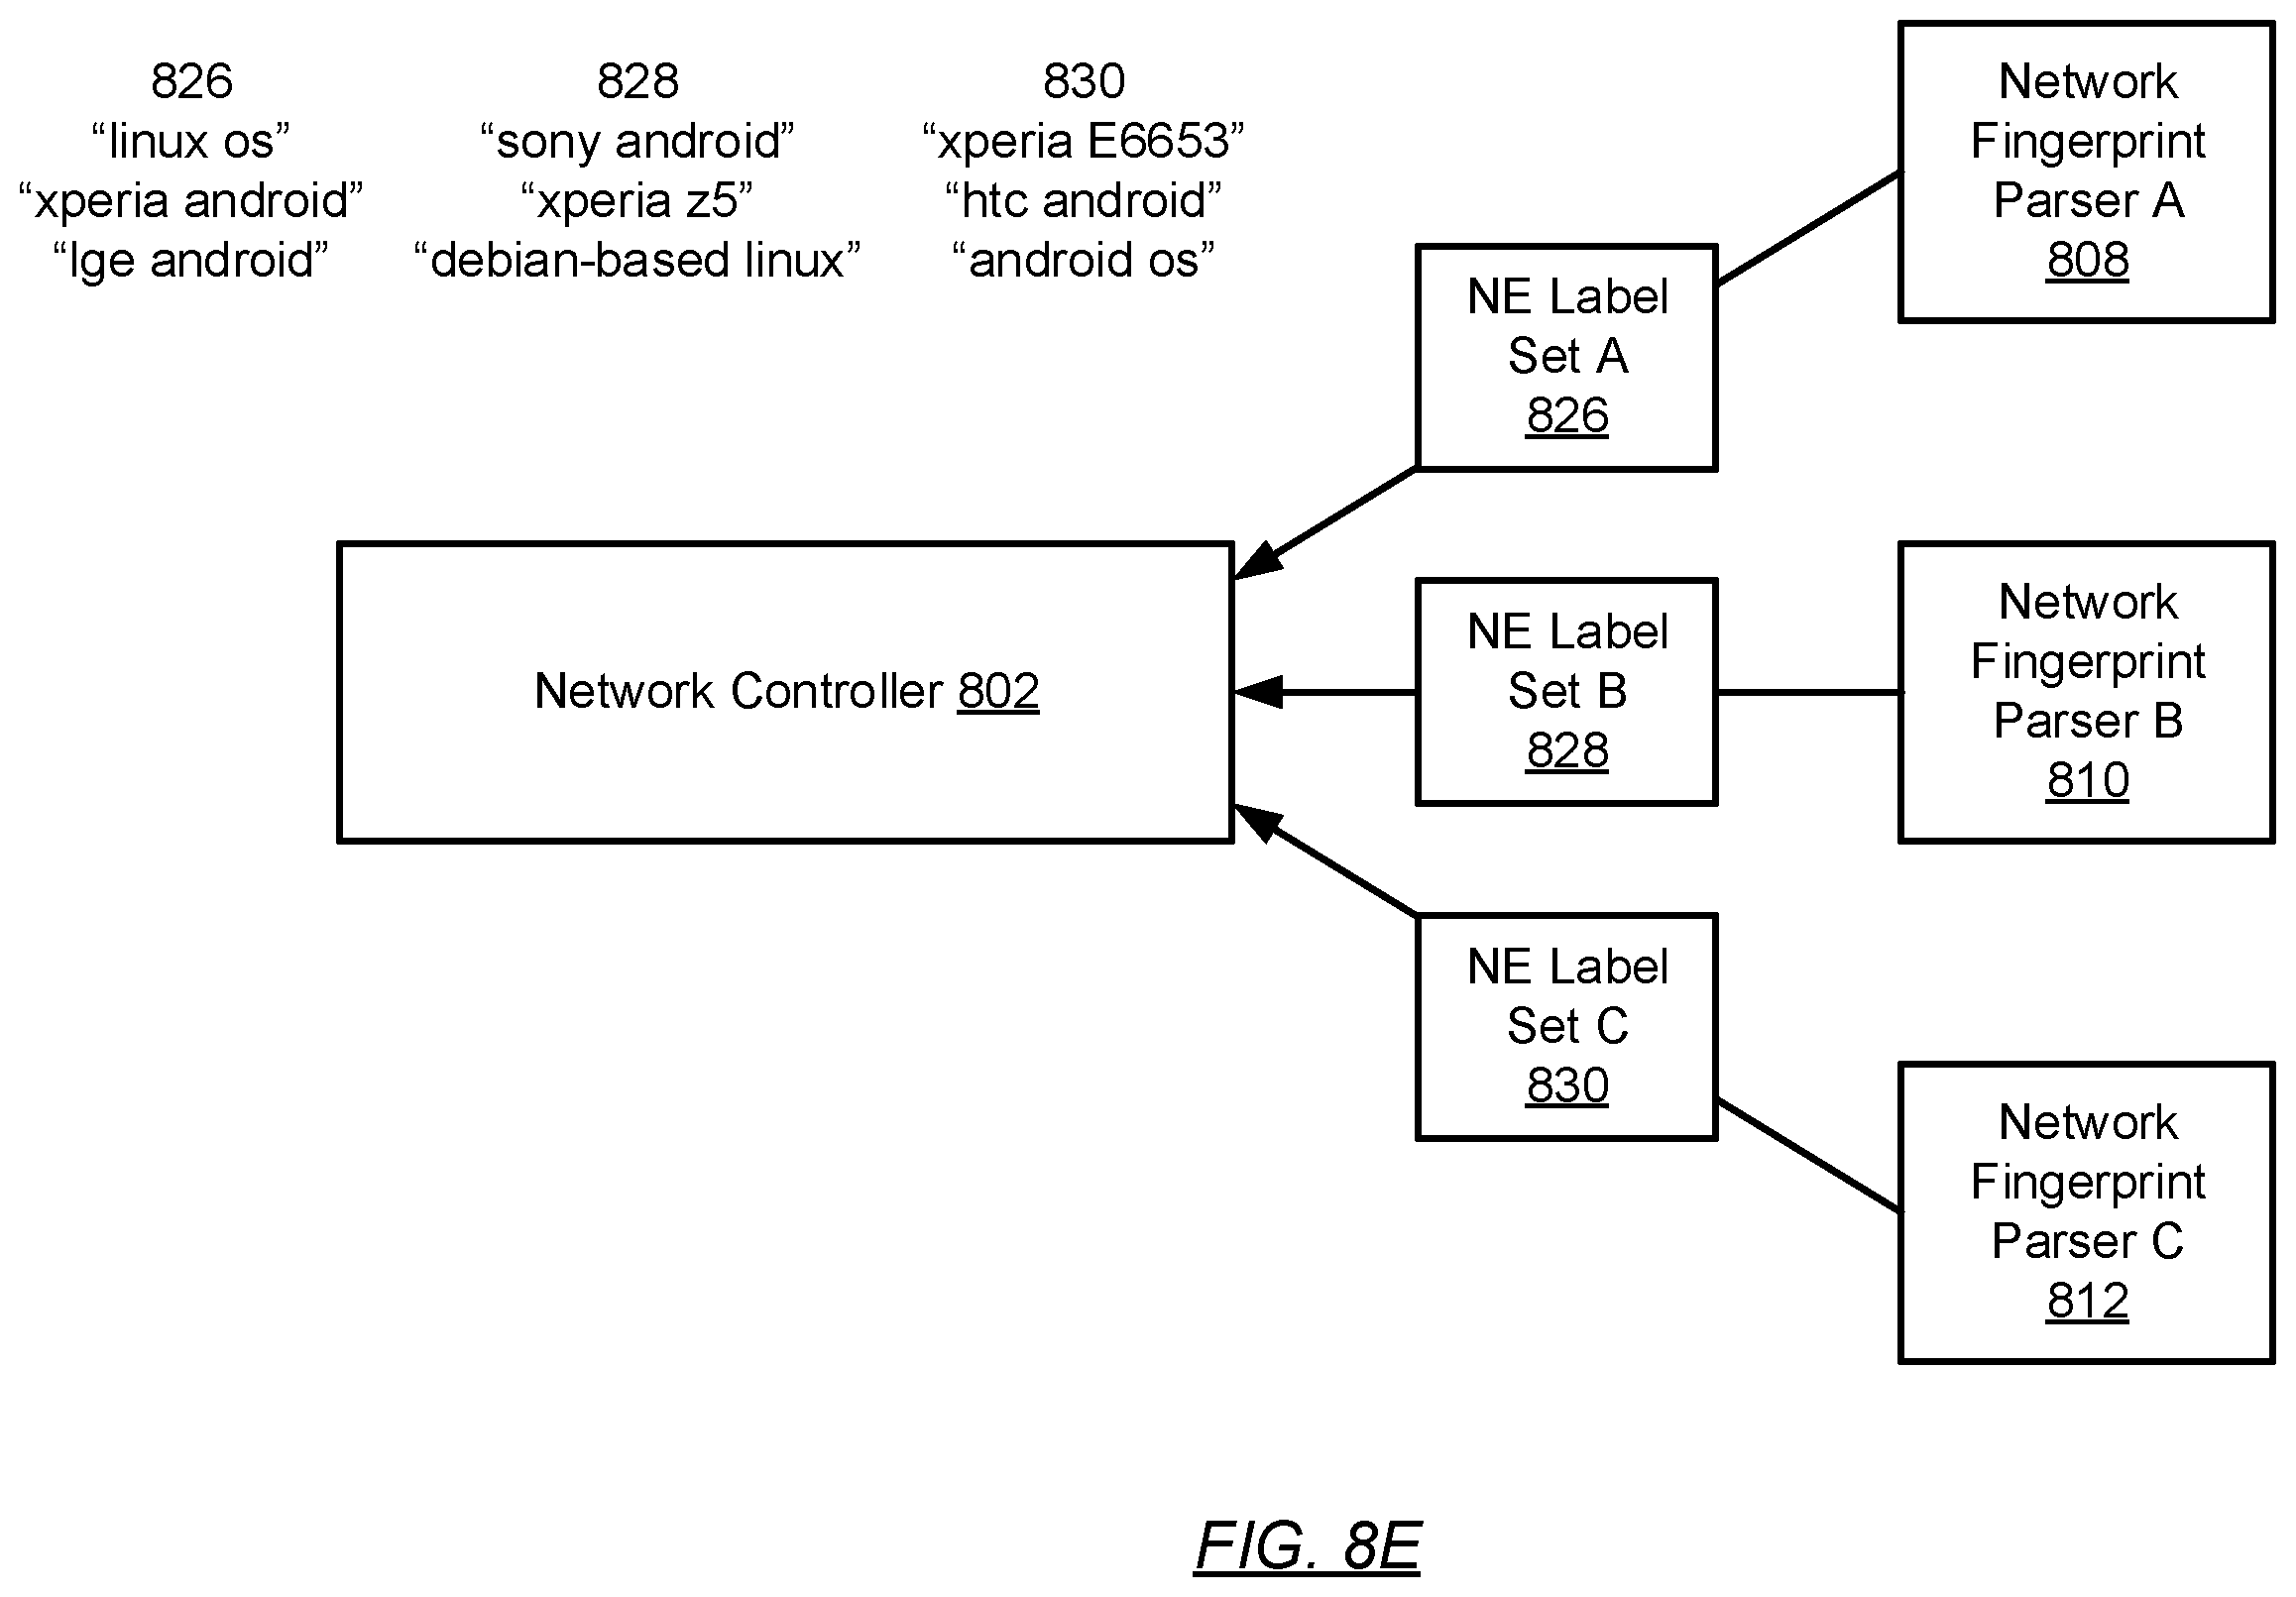 826
“linux os”
“xperia android”
“lge android”
828
“sony android”
“xperia z5”
“debian-based linux”
830
“xperia E6653”
“htc android”
“android os”
Network
Fingerprint
Parser A
808
NE Label
Set A
826
Network Controller 802
NE Label
Set B
828
Network
Fingerprint
Parser B
810
NE Label
Set C
830
Network
Fingerprint
Parser C
812
FIG. 8E